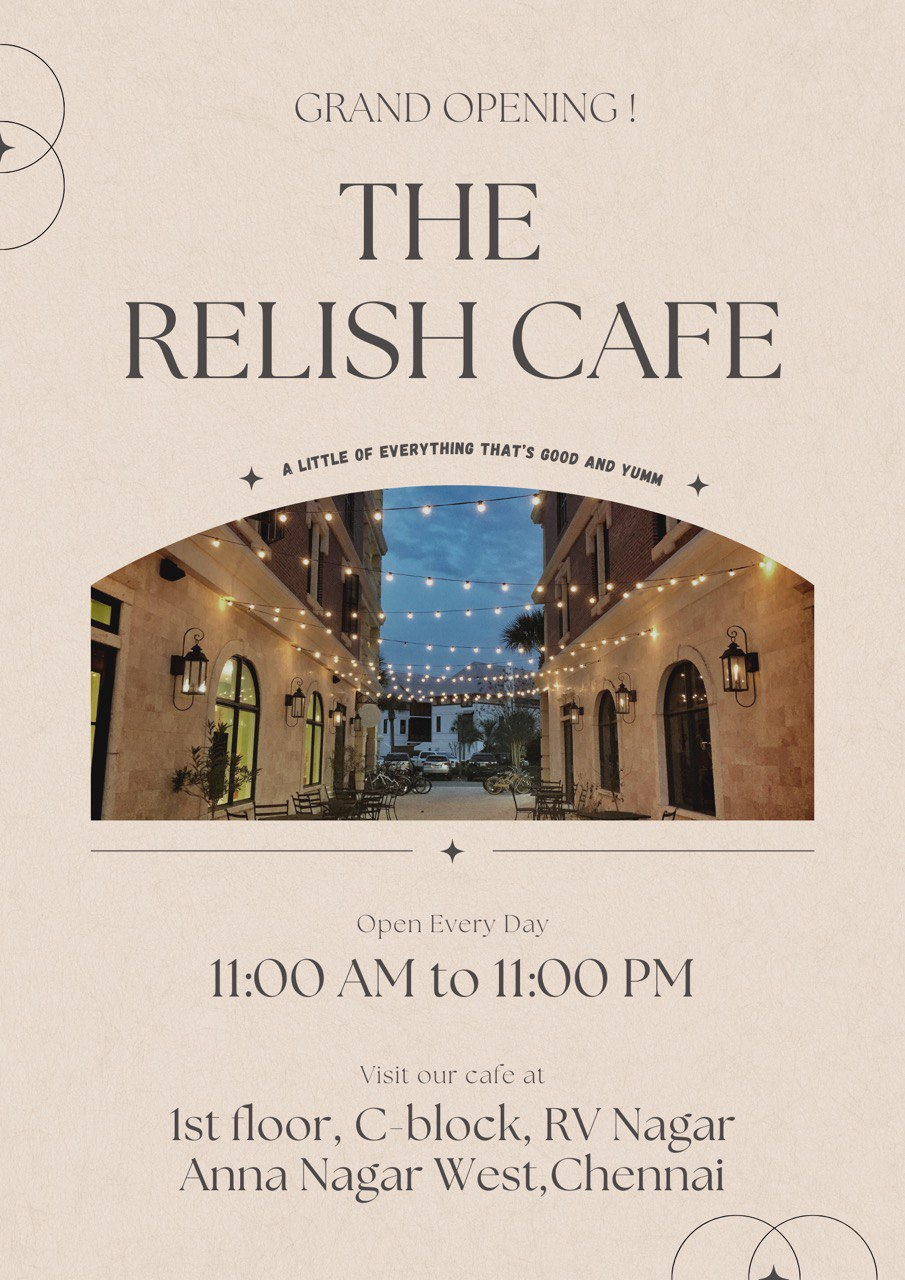 GRAND OPENING !
THE
RELISH CAFE
A LITTLE OF EVERYTHING THAT'S GOOD AND YUMM
Open Every Day
11:00 AM to 11:00 PM
Visit our cafe at
1st floor, C-block, RV Nagar
Anna Nagar West,Chennai